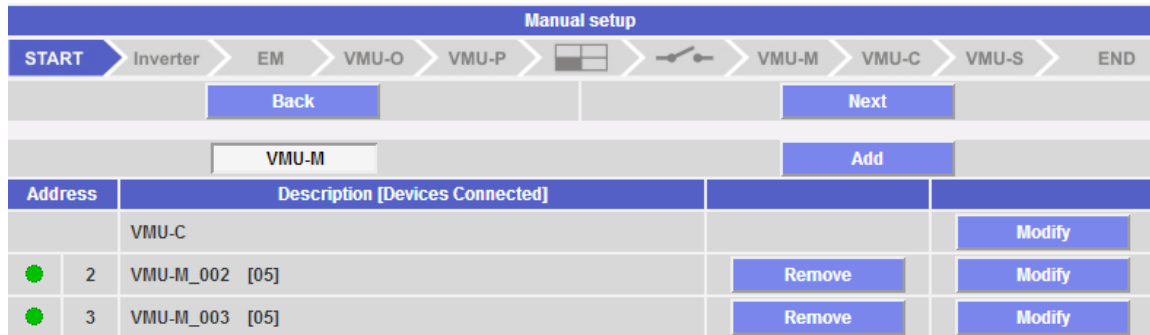 Manual setup
START Inverter EM VMU-O VMU-P VMU-M VMU-C VMU-S END
Back Next
VMU-M Add
Address Description [Devices Connected]
VMU-C Modify
2 VMU-M_002 [05] Remove Modify
3 VMU-M_003 [05] Remove Modify